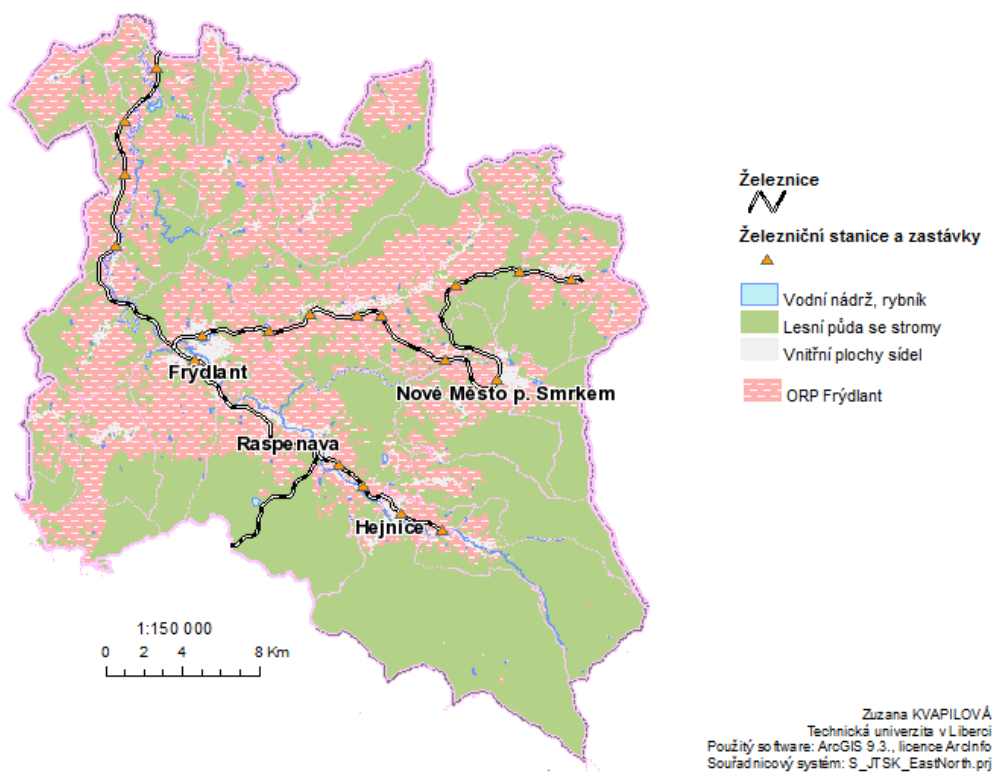 Železnice
Železniční stanice a zastávky
Vodní nádrž, rybník
Lesní půda se stromy
Vnitřní plochy sídel
ORP Frýdlant
Frýdlant
Nové Město p. Smrkem
Raspenava
Hejnice
1:150 000
0 2 4 8 Km
Zuzana KVAPILOVÁ
Technická univerzita v Liberci
Použitý software: ArcGIS 9.3., licence ArcInfo
Souřadnicový systém: S_JTSK_EastNorth.prj